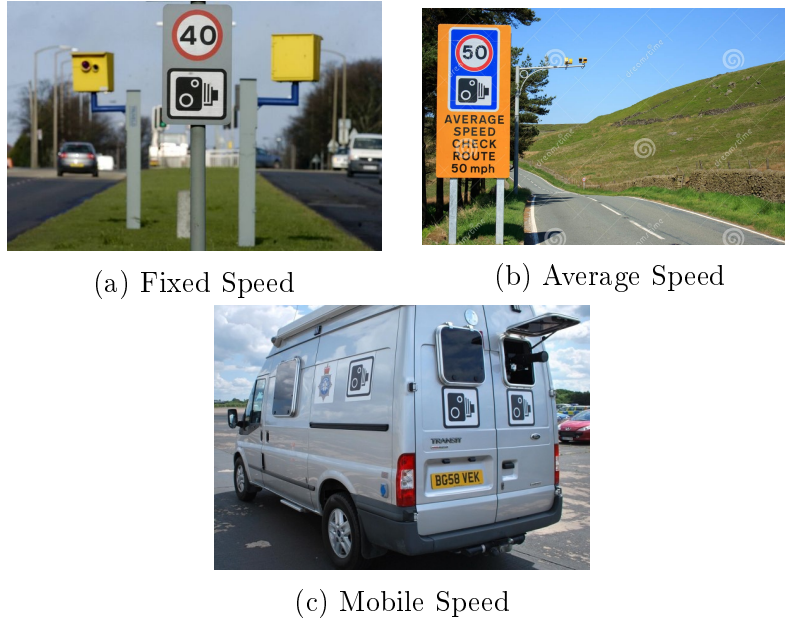 40
(a) Fixed Speed
50
AVERAGE
SPEED
CHECK
ROUTE
50 mph
(b) Average Speed
TRANSIT
BG58 VEK
(c) Mobile Speed